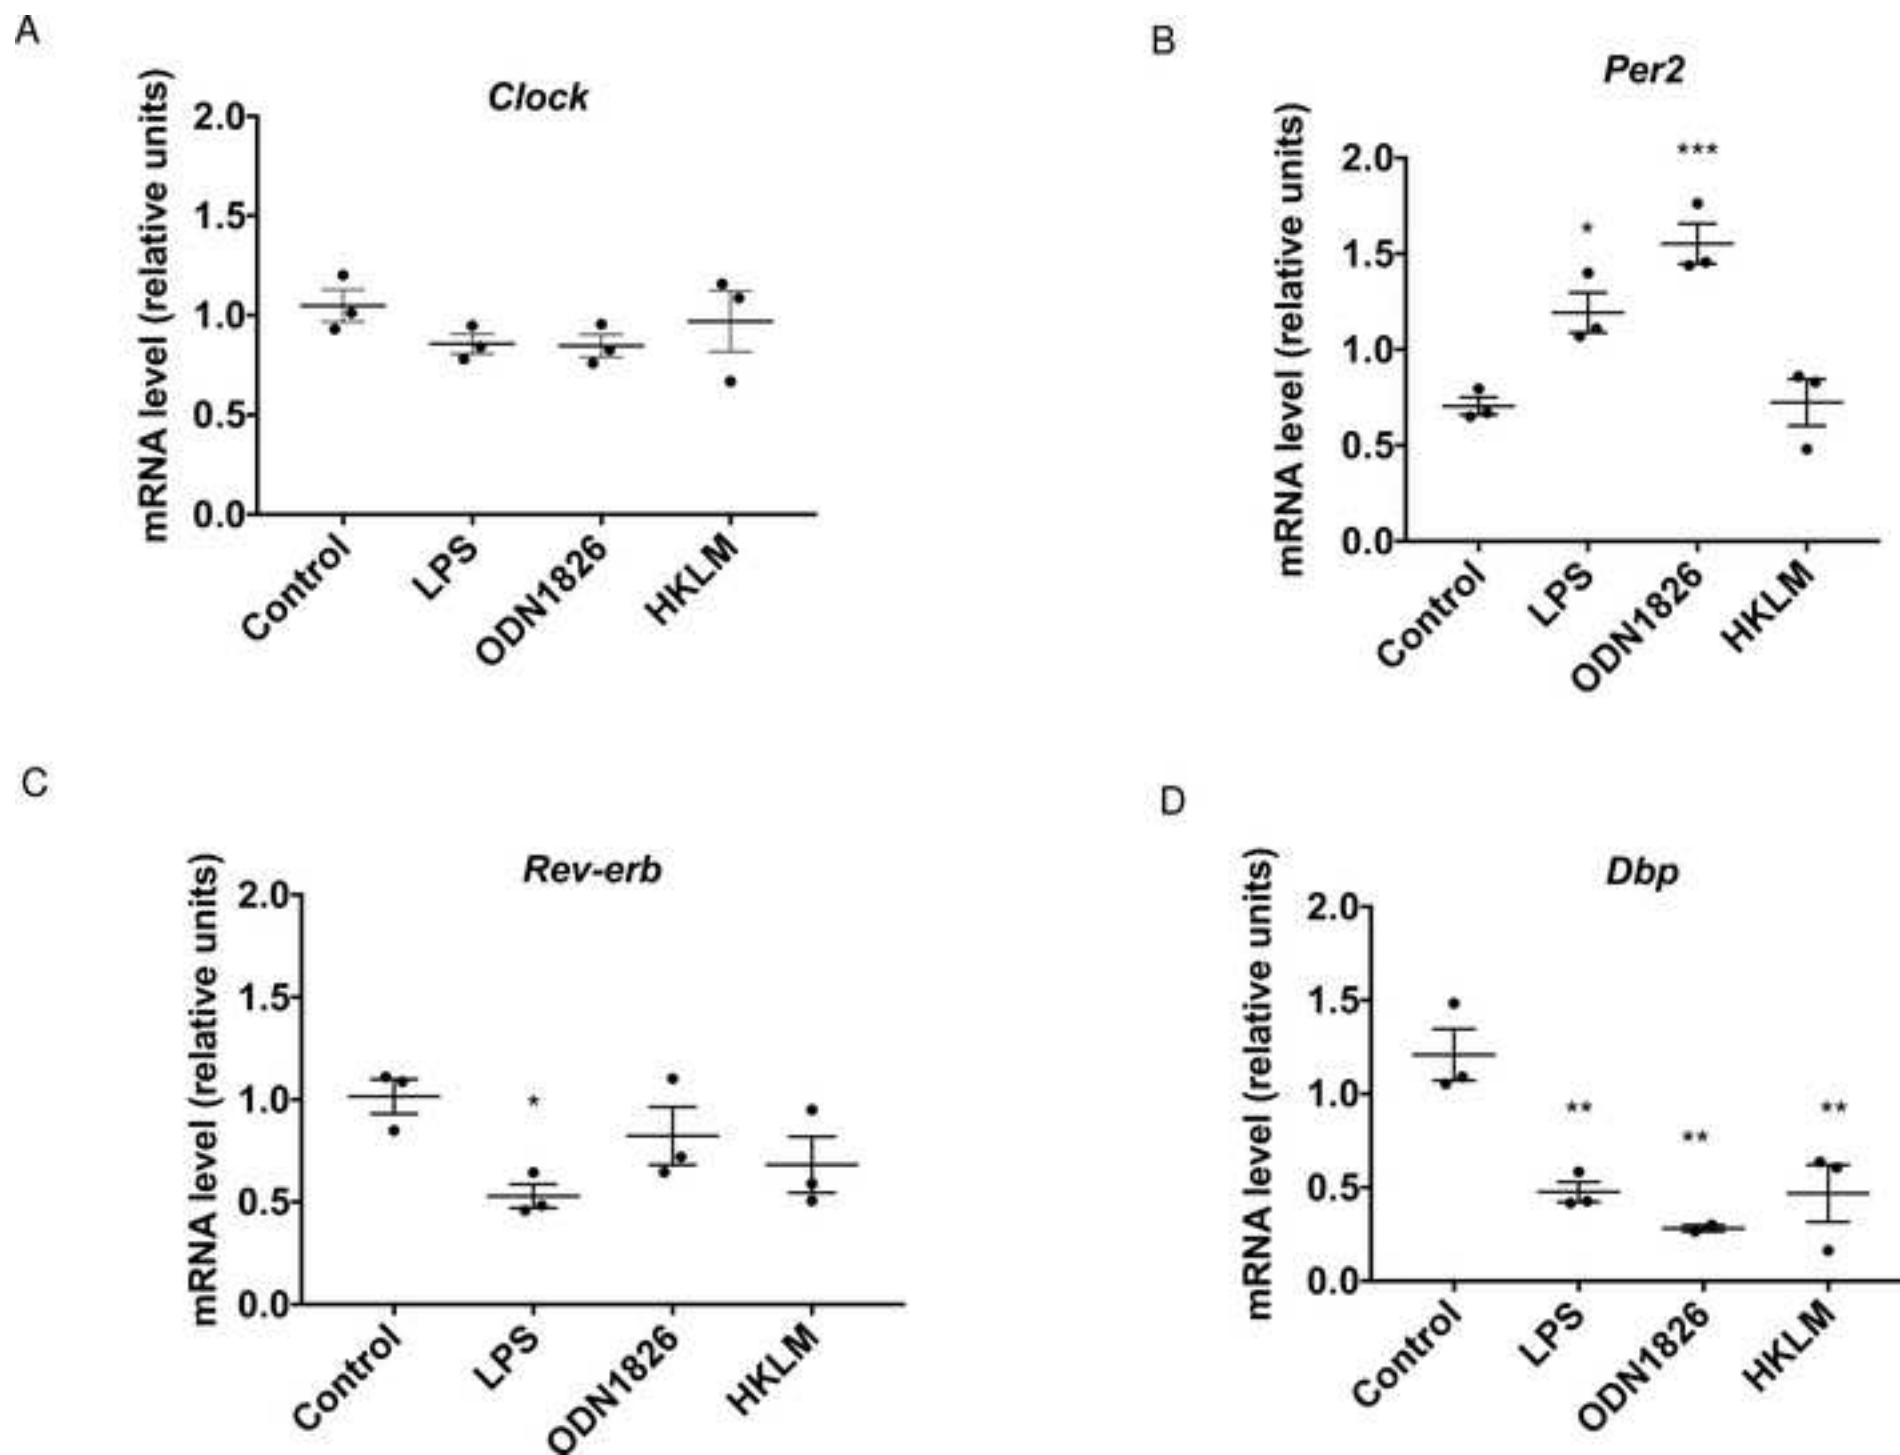 A
Clock
mRNA level (relative units)
2.0
1.5
1.0
0.5
0.0
Control
LPS
ODN1826
HKLM
B
Per2
mRNA level (relative units)
2.0
1.5
1.0
0.5
0.0
*
***
Control
LPS
ODN1826
HKLM
C
Rev-erb
mRNA level (relative units)
2.0
1.5
1.0
0.5
0.0
*
Control
LPS
ODN1826
HKLM
D
Dbp
mRNA level (relative units)
2.0
1.5
1.0
0.5
0.0
**
**
**
Control
LPS
ODN1826
HKLM